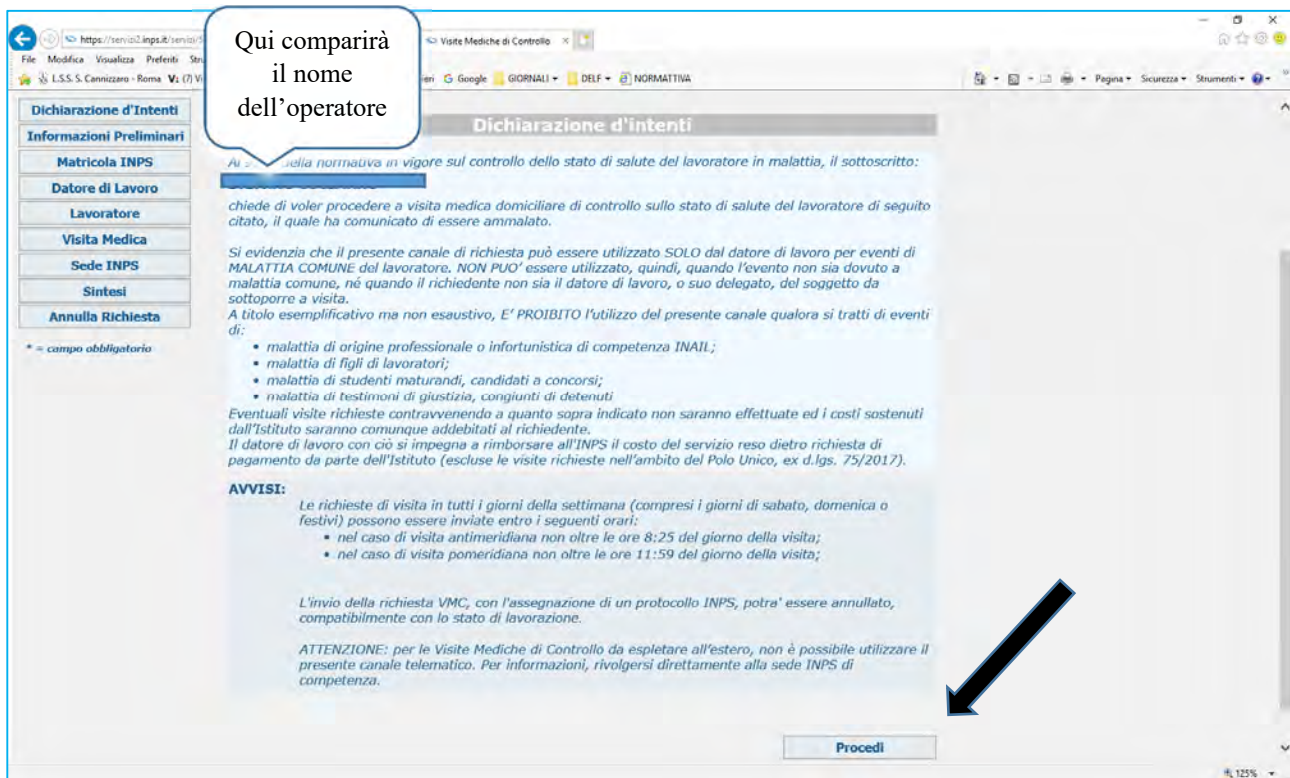 https://servizi2.inps.it/servizi/S
Visite Mediche di Controllo
File Modifica Visualizza Preferiti
L.S.S. S. Cannizzaro - Roma
Google GIORNALI DELF NORMATTIVA
Pagina Sicurezza Strumenti
Qui comparirà
il nome
dell’operatore
Dichiarazione d'Intenti
Informazioni Preliminari
Matricola INPS
Datore di Lavoro
Lavoratore
Visita Medica
Sede INPS
Sintesi
Annulla Richiesta
* = campo obbligatorio
Dichiarazione d'intenti
normativa in vigore sul controllo dello stato di salute del lavoratore in malattia, il sottoscritto:
chiede di voler procedere a visita medica domiciliare di controllo sullo stato di salute del lavoratore di seguito
citato, il quale ha comunicato di essere ammalato.
Si evidenzia che il presente canale di richiesta può essere utilizzato SOLO dal datore di lavoro per eventi di
MALATTIA COMUNE del lavoratore. NON PUO’ essere utilizzato, quindi, quando l’evento non sia dovuto a
malattia comune, né quando il richiedente non sia il datore di lavoro, o suo delegato, del soggetto da
sottoporre a visita.
A titolo esemplificativo ma non esaustivo, E’ PROIBITO l’utilizzo del presente canale qualora si tratti di eventi
di:
• malattia di origine professionale o infortunistica di competenza INAIL;
• malattia di figli di lavoratori;
• malattia di studenti maturandi, candidati a concorsi;
• malattia di testimoni di giustizia, congiunti di detenuti
Eventuali visite richieste contravvenendo a quanto sopra indicato non saranno effettuate ed i costi sostenuti
dall’Istituto saranno comunque addebitati al richiedente.
Il datore di lavoro con ciò si impegna a rimborsare all'INPS il costo del servizio reso dietro richiesta di
pagamento da parte dell'Istituto (escluse le visite richieste nell’ambito del Polo Unico, ex d.lgs. 75/2017).
AVVISI:
Le richieste di visita in tutti i giorni della settimana (compresi i giorni di sabato, domenica o
festivi) possono essere inviate entro i seguenti orari:
• nel caso di visita antimeridiana non oltre le ore 8:25 del giorno della visita;
• nel caso di visita pomeridiana non oltre le ore 11:59 del giorno della visita;
L'invio della richiesta VMC, con l'assegnazione di un protocollo INPS, potra' essere annullato,
compatibilmente con lo stato di lavorazione.
ATTENZIONE: per le Visite Mediche di Controllo da espletare all’estero, non è possibile utilizzare il
presente canale telematico. Per informazioni, rivolgersi direttamente alla sede INPS di
competenza.
Procedi
125%